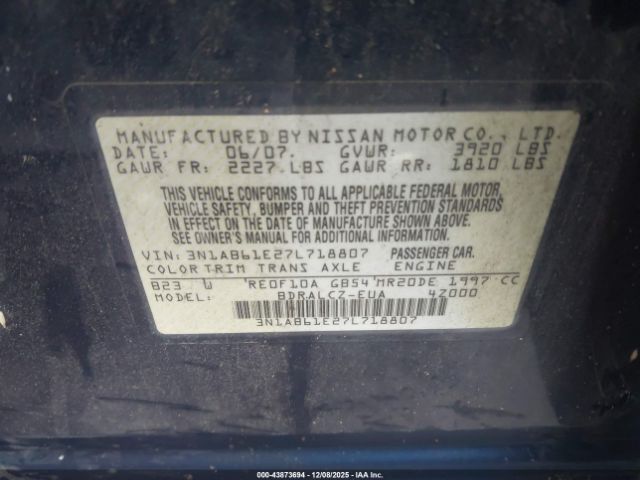 MANUFACTURED BY NISSAN MOTOR CO., LTD.
DATE: 06/07. GVWR: 3920 LBS
GAWR FR: 2227 LBS GAWR RR: 1810 LBS
THIS VEHICLE CONFORMS TO ALL APPLICABLE FEDERAL MOTOR
VEHICLE SAFETY, BUMPER AND THEFT PREVENTION STANDARDS
IN EFFECT ON THE DATE OF MANUFACTURE SHOWN ABOVE.
SEE OWNER'S MANUAL FOR ADDITIONAL INFORMATION.
VIN: 3N1AB61E27L718807 PASSENGER CAR.
COLOR TRIM TRANS AXLE ENGINE
B23 W RE0F10A GB54 MR20DE 1997 CC
MODEL: BDRALCZ-EUA 4Z000
3N1AB61E27L718807
000-43873694 | 12/08/2025 | Copyright © IAA, Inc.